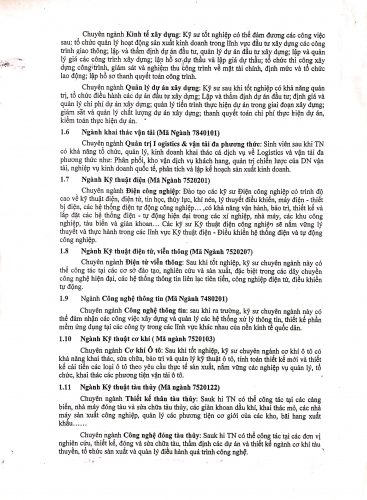 Chuyên ngành Kinh tế xây dựng: Kỹ sư tốt nghiệp có thể đảm đương các công việc
sau: tổ chức quản lý hoạt động sản xuất kinh doanh trong lĩnh vực đầu tư xây dựng các công trình
giao thông; lập và thẩm định dự án đầu tư, quản lý dự án đầu tư xây dựng; lập và quản
lý giá các công trình xây dựng; lập hồ sơ dự thầu và lập giá dự thầu; tổ chức thi công xây
dựng công trình, giám sát và nghiệm thu công trình về mặt tài chính, định mức và tổ chức
lao động; lập hồ sơ thanh quyết toán công trình.
Chuyên ngành Quản lý dự án xây dựng: Kỹ sư sau khi tốt nghiệp có khả năng quản
trị, tổ chức điều hành các dự án đầu tư xây dựng; Lập và thẩm định dự án đầu tư; định giá và
quản lý chi phí dự án xây dựng; quản lý tiến trình thực hiện dự án trong giai đoạn xây dựng;
giám sát và quản lý chất lượng dự án xây dựng; thanh quyết toán chi phí thực hiện dự án,
kiểm toán thực hiện dự án.
1.6 Ngành khai thác vận tải (Mã Ngành 7840101)
Chuyên ngành Quản trị Logistics & vận tải đa phương thức: Sinh viên sau khi TN
có khả năng tổ chức, quản lý, kinh doanh khai thác cá dịch vụ về Logistics và vận tải đa
phương thức như: Phân phối, kho vận dịch vụ khách hang, quản trị chiến lược của DN vận
tải, nghiệp vụ kinh doanh quốc tế, phân tích và lập kế hoạch sản xuất kinh doanh.
1.7 Ngành Kỹ thuật điện (Mã Ngành 7520201)
Chuyên ngành Điện công nghiệp: Đào tạo các kỹ sư Điện công nghiệp có trình độ
cao về kỹ thuật điện, điện tử, tin học, thủy lực, khí nén, lý thuyết điều khiển, máy điện - thiết
bị điện, các hệ thống điện tự động công nghiệp… ,có khả năng vận hành, bảo trì, thiết kế và
lắp đặt các hệ thống điện - tự động hiện đại trong các xí nghiệp, nhà máy, các khu công
nghiệp, tàu biển và giàn khoan… Các kỹ sư Kỹ thuật điện công nghiệp sẽ nắm vững lý
thuyết và thực hành trong các lĩnh vực Kỹ thuật điện - Điều khiển hệ thống điện và tự động
công nghiệp.
1.8 Ngành Kỹ thuật điện tử, viễn thông (Mã Ngành 7520207)
Chuyên ngành Điện tử viễn thông: Sau khi tốt nghiệp, kỹ sư chuyên ngành này có
thể công tác tại các cơ sở đào tạo, nghiên cứu và sản xuất, đặc biệt trong các dây chuyền
công nghệ hiện đại, các hệ thống thông tin liên lạc tiên tiến, công nghiệp điện tử, điều khiển
tự động.
1.9 Ngành Công nghệ thông tin (Mã Ngành 7480201)
Chuyên ngành Công nghệ thông tin: sau khi ra trường, kỹ sư chuyên ngành này có
thể đảm nhận các công việc xây dựng và quản lý các hệ thống xử lý thông tin, thiết kế phần
mềm ứng dụng tại các công ty trong các lĩnh vực khác nhau của nền kinh tế quốc dân.
1.10 Ngành Kỹ thuật cơ khí ( Mã Ngành 7520103)
Chuyên ngành Cơ khí Ô tô: Sau khi tốt nghiệp, kỹ sư chuyên ngành cơ khí ô tô có
khả năng khai thác, sửa chữa, bảo trì và quản lý kỹ thuật ô tô, tính toán thiết kế mới và thiết
kế cải tiến các loại ô tô theo yêu cầu thực tế sản xuất, nắm vững các nghiệp vụ quản lý, tổ
chức, khai thác các phương tiện vận tải ô tô.
1.11 Ngành Kỹ thuật tàu thủy (Mã Ngành 7520122)
Chuyên ngành Thiết kế thân tàu thủy: Sauk hi TN có thể công tác tại các cảng
biển, nhà máy đóng tàu và sửa chữa tàu thủy, các giàn khoan dầu khí, khai thác mỏ, các nhà
máy sản xuất công nghiệp, quản lý các phương tiện cơ giới của các kho, bãi hang xuất
khẩu……
Chuyên ngành Công nghệ đóng tàu thủy: Sauk hi TN có thể công tác tại các đơn vị
nghiên cứu, thiết kế, đóng và sửa chữa tàu, thẩm định các dự án và thiết kế ngành cơ khí tàu
thuyền, tổ chức sản xuất và quản lý điều hành quá trình công nghệ.